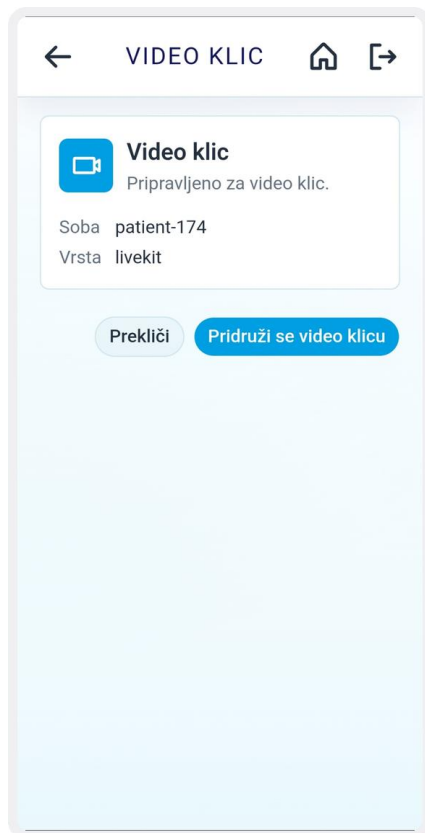 VIDEO KLIC
Video klic
Pripravljeno za video klic.
Soba patient-174
Vrsta livekit
Prekliči Pridruži se video klicu